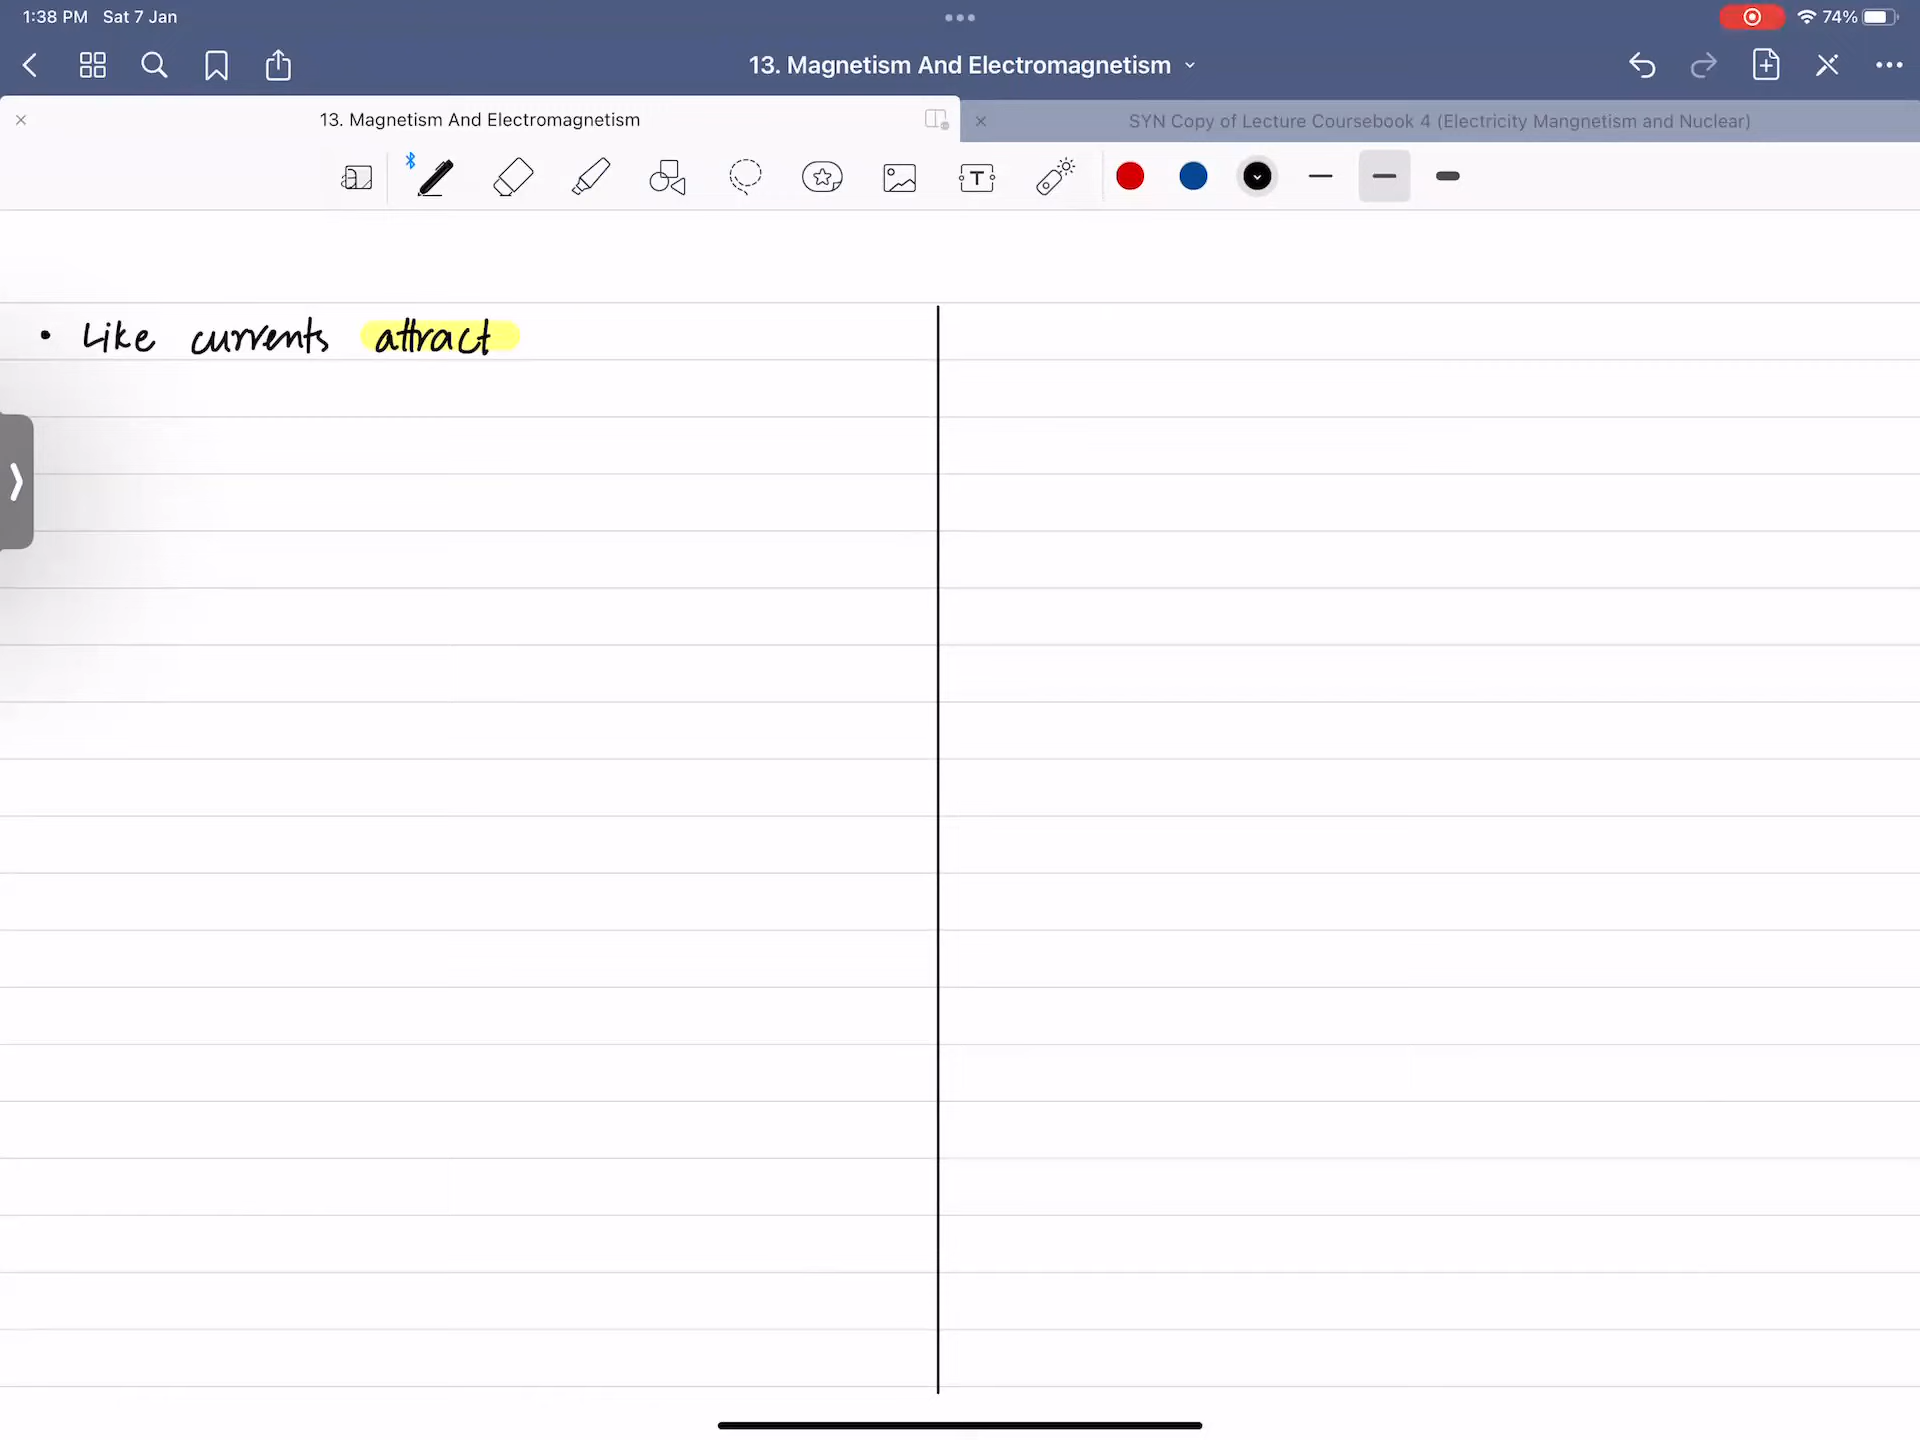 1:38 PM Sat 7 Jan
74%
13. Magnetism And Electromagnetism
13. Magnetism And Electromagnetism
SYN Copy of Lecture Coursebook 4 (Electricity Mangnetism and Nuclear)
• Like currents attract